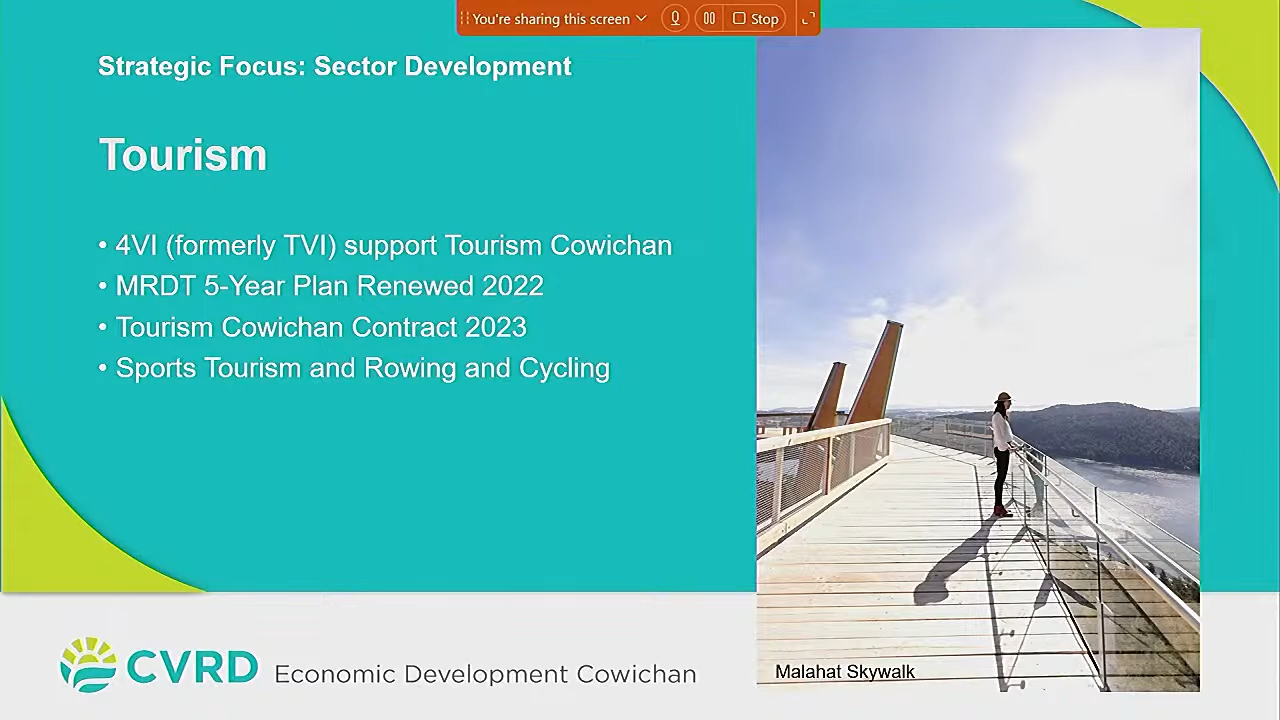 You're sharing this screen
Stop
Strategic Focus: Sector Development
Tourism
• 4VI (formerly TVI) support Tourism Cowichan
• MRDT 5-Year Plan Renewed 2022
• Tourism Cowichan Contract 2023
• Sports Tourism and Rowing and Cycling
Malahat Skywalk
CVRD Economic Development Cowichan